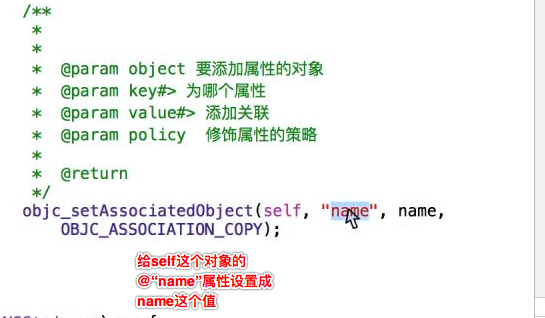 /**
*
*
* @param object 要添加属性的对象
* @param key#> 为哪个属性
* @param value#> 添加关联
* @param policy 修饰属性的策略
*
* @return
*/
objc_setAssociatedObject(self, "name", name,
OBJC_ASSOCIATION_COPY);
给self这个对象的
@“name”属性设置成
name这个值